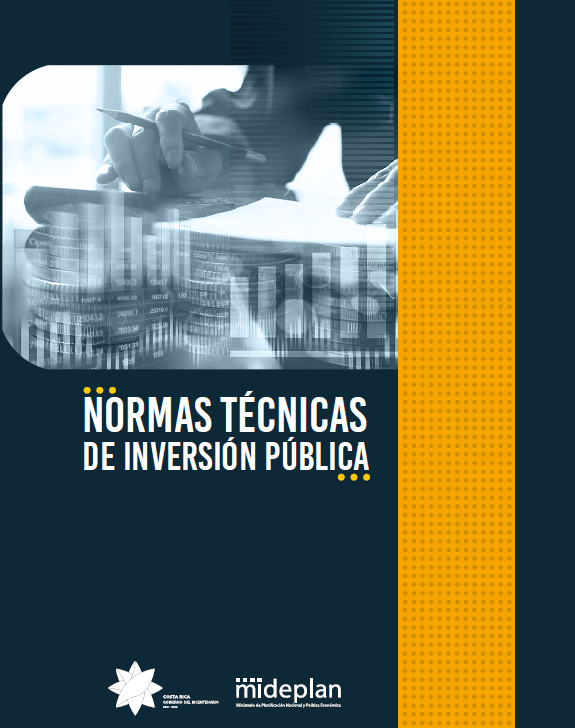 NORMAS TÉCNICAS
DE INVERSIÓN PÚBLICA
COSTA RICA
GOBIERNO DEL BICENTENARIO
mideplan
Ministerio de Planificación Nacional y Política Económica